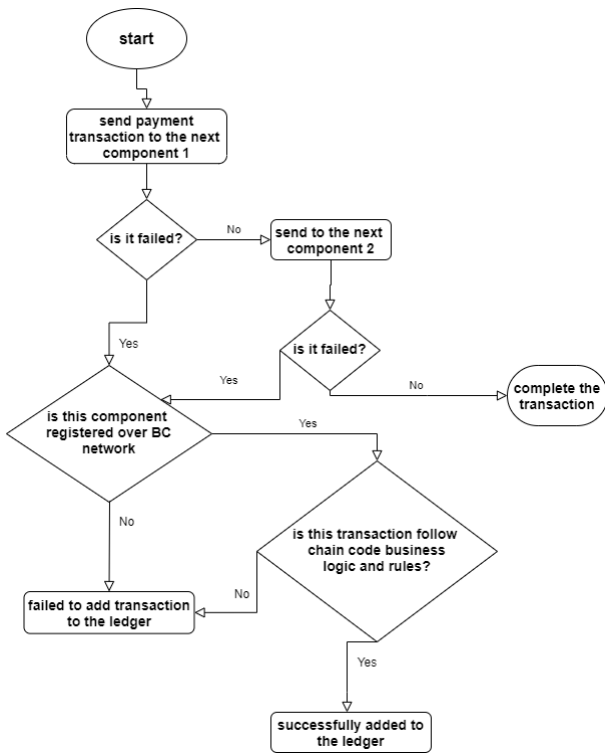 start
send payment
transaction to the next
component 1
is it failed?
No
send to the next
component 2
Yes
is it failed?
Yes
No
complete the
transaction
is this component
registered over BC
network
Yes
No
is this transaction follow
chain code business
logic and rules?
No
failed to add transaction
to the ledger
Yes
successfully added to
the ledger